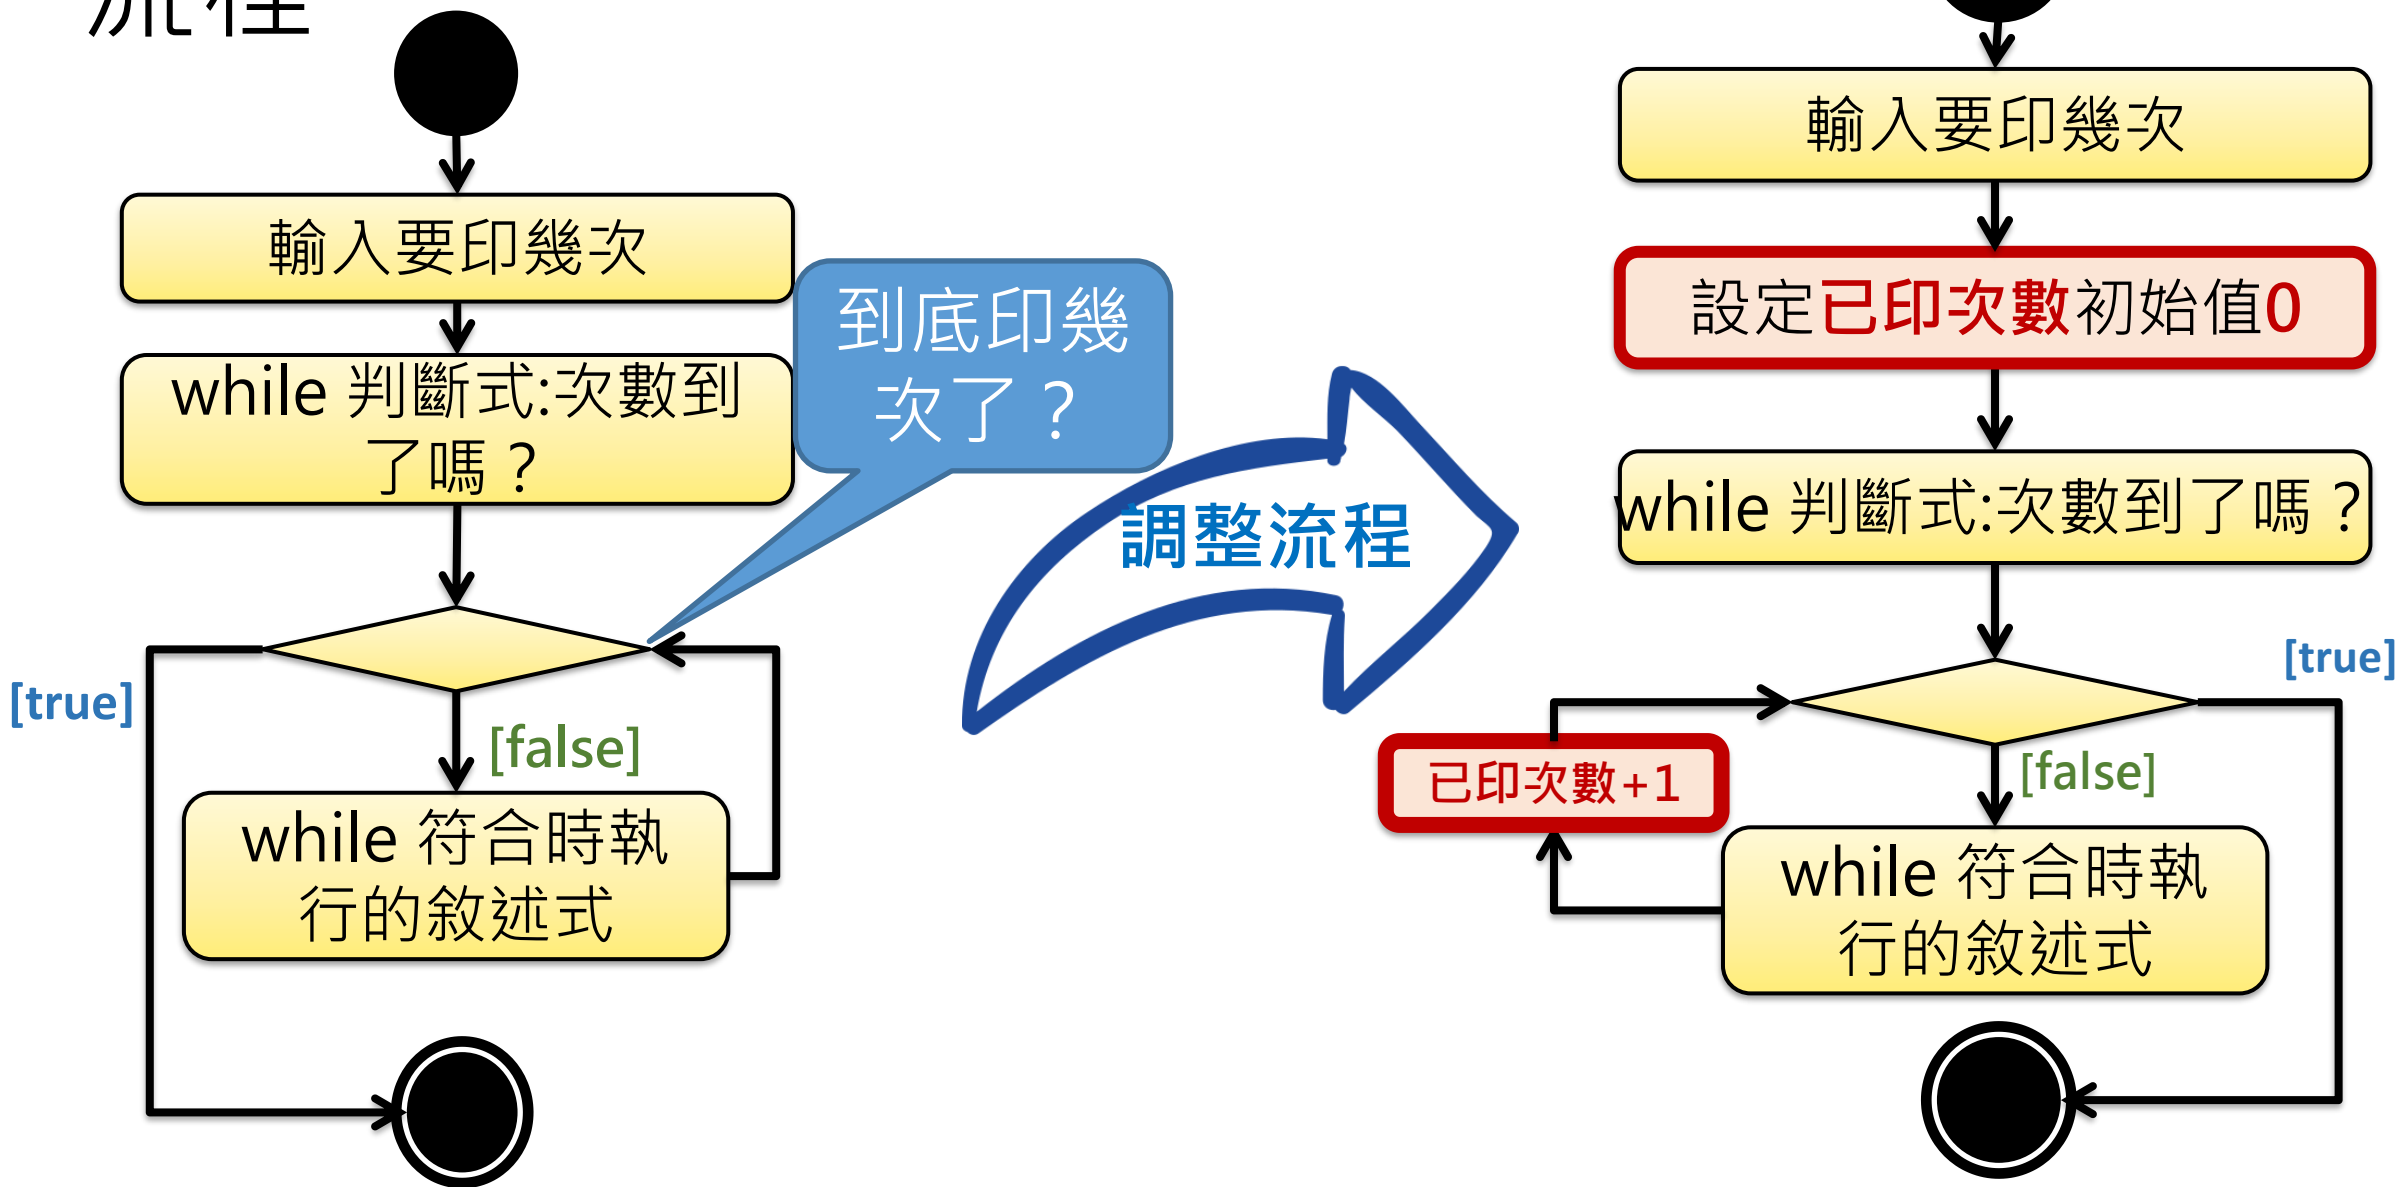 流程
輸入要印幾次
while 判斷式:次數到
了嗎？
[true]
[false]
while 符合時執
行的敘述式
到底印幾
次了？
調整流程
輸入要印幾次
設定已印次數初始值0
while 判斷式:次數到了嗎？
[true]
[false]
已印次數+1
while 符合時執
行的敘述式